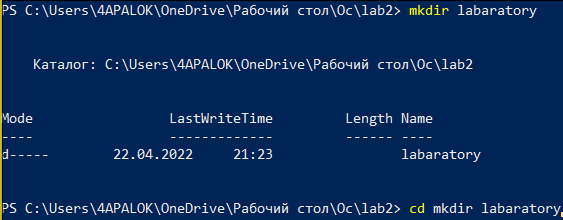 PS C:\Users\4APALOK\OneDrive\Рабочий стол\Ос\lab2> mkdir labaratory
Каталог: C:\Users\4APALOK\OneDrive\Рабочий стол\Ос\lab2
Mode LastWriteTime Length Name
---- ------------- ------ ----
d----- 22.04.2022 21:23 labaratory
PS C:\Users\4APALOK\OneDrive\Рабочий стол\Ос\lab2> cd mkdir labaratory